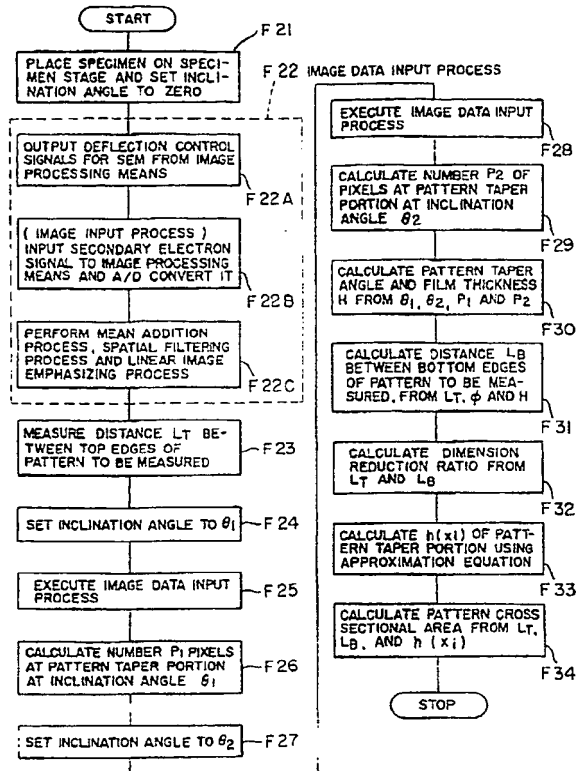 START
F21
PLACE SPECIMEN ON SPECI-
MEN STAGE AND SET INCLI-
NATION ANGLE TO ZERO
F22 IMAGE DATA INPUT PROCESS
OUTPUT DEFLECTION CONTROL
SIGNALS FOR SEM FROM IMAGE
PROCESSING MEANS
F22A
( IMAGE INPUT PROCESS )
INPUT SECONDARY ELECTRON
SIGNAL TO IMAGE PROCESSING
MEANS AND A/D CONVERT IT
F22B
PERFORM MEAN ADDITION
PROCESS, SPATIAL FILTERING
PROCESS AND LINEAR IMAGE
EMPHASIZING PROCESS
F22C
MEASURE DISTANCE LT BE-
TWEEN TOP EDGES OF
PATTERN TO BE MEASURED
F23
SET INCLINATION ANGLE TO θ1
F24
EXECUTE IMAGE DATA INPUT
PROCESS
F25
CALCULATE NUMBER P1 PIXELS
AT PATTERN TAPER PORTION
AT INCLINATION ANGLE θ1
F26
SET INCLINATION ANGLE TO θ2
F27
EXECUTE IMAGE DATA INPUT
PROCESS
F28
CALCULATE NUMBER P2 OF
PIXELS AT PATTERN TAPER
PORTION AT INCLINATION
ANGLE θ2
F29
CALCULATE PATTERN TAPER
ANGLE AND FILM THICKNESS
H FROM θ1, θ2, P1 AND P2
F30
CALCULATE DISTANCE LB
BETWEEN BOTTOM EDGES
OF PATTERN TO BE MEA-
SURED, FROM LT, ϕ AND H
F31
CALCULATE DIMENSION
REDUCTION RATIO FROM
LT AND LB
F32
CALCULATE h(xi) OF PAT-
TERN TAPER PORTION USING
APPROXIMATION EQUATION
F33
CALCULATE PATTERN CROSS
SECTIONAL AREA FROM LT,
LB, AND h (xi)
F34
STOP